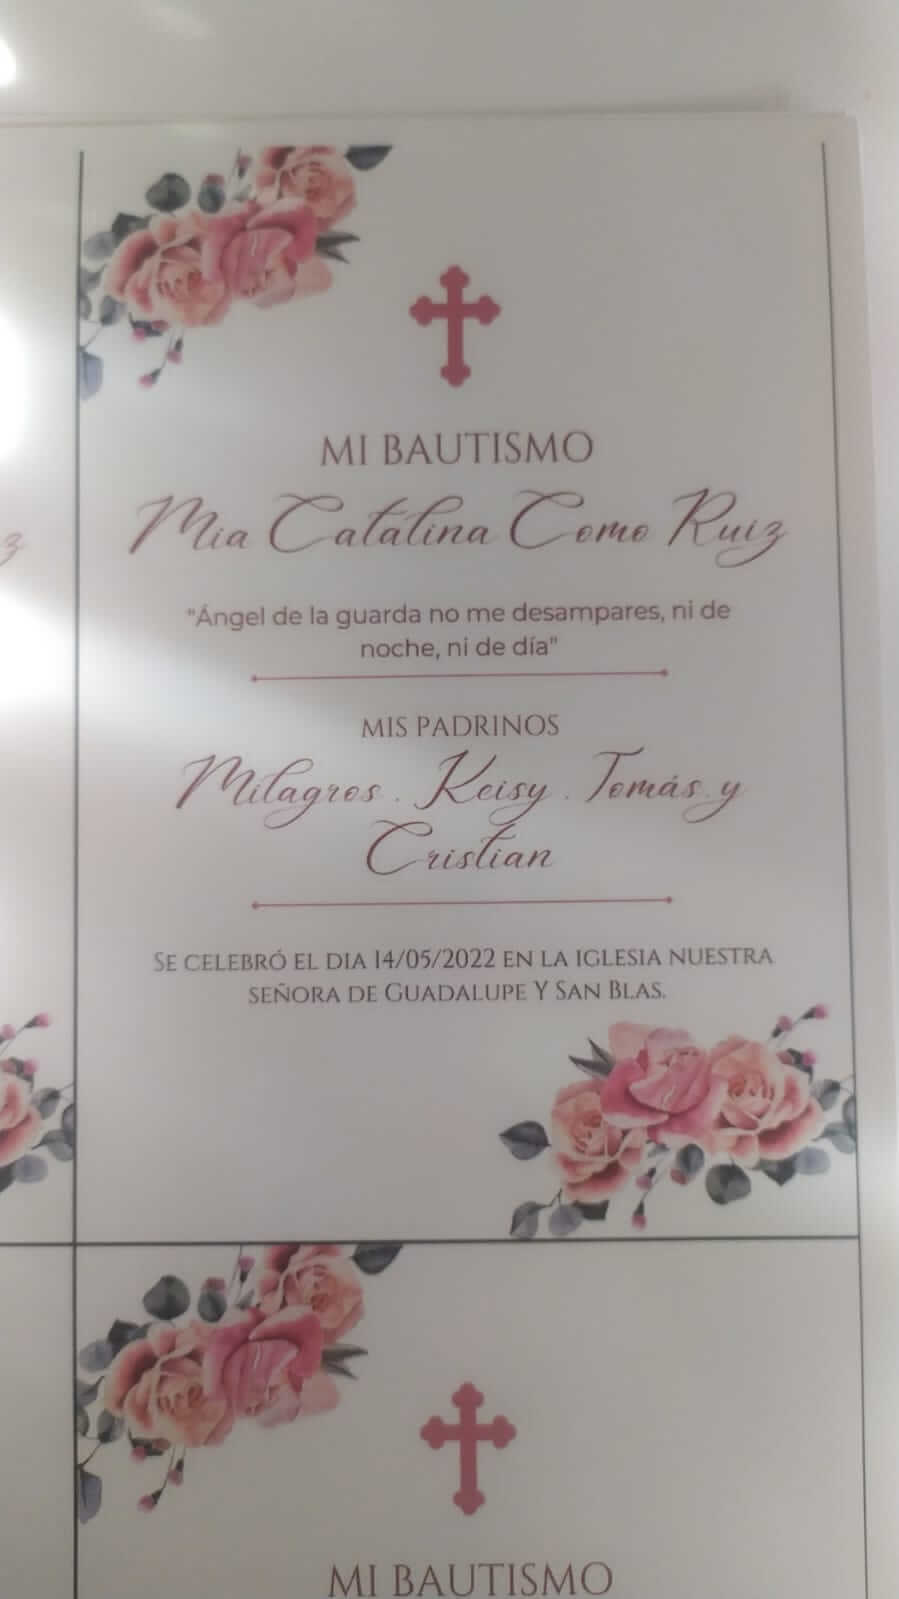 MI BAUTISMO
Mia Catalina Como Ruiz
"Ángel de la guarda no me desampares, ni de
noche, ni de día"
MIS PADRINOS
Milagros . Keisy . Tomás y
Cristian
SE CELEBRÓ EL DIA 14/05/2022 EN LA IGLESIA NUESTRA
SEÑORA DE GUADALUPE Y SAN BLAS.
z
MI BAUTISMO